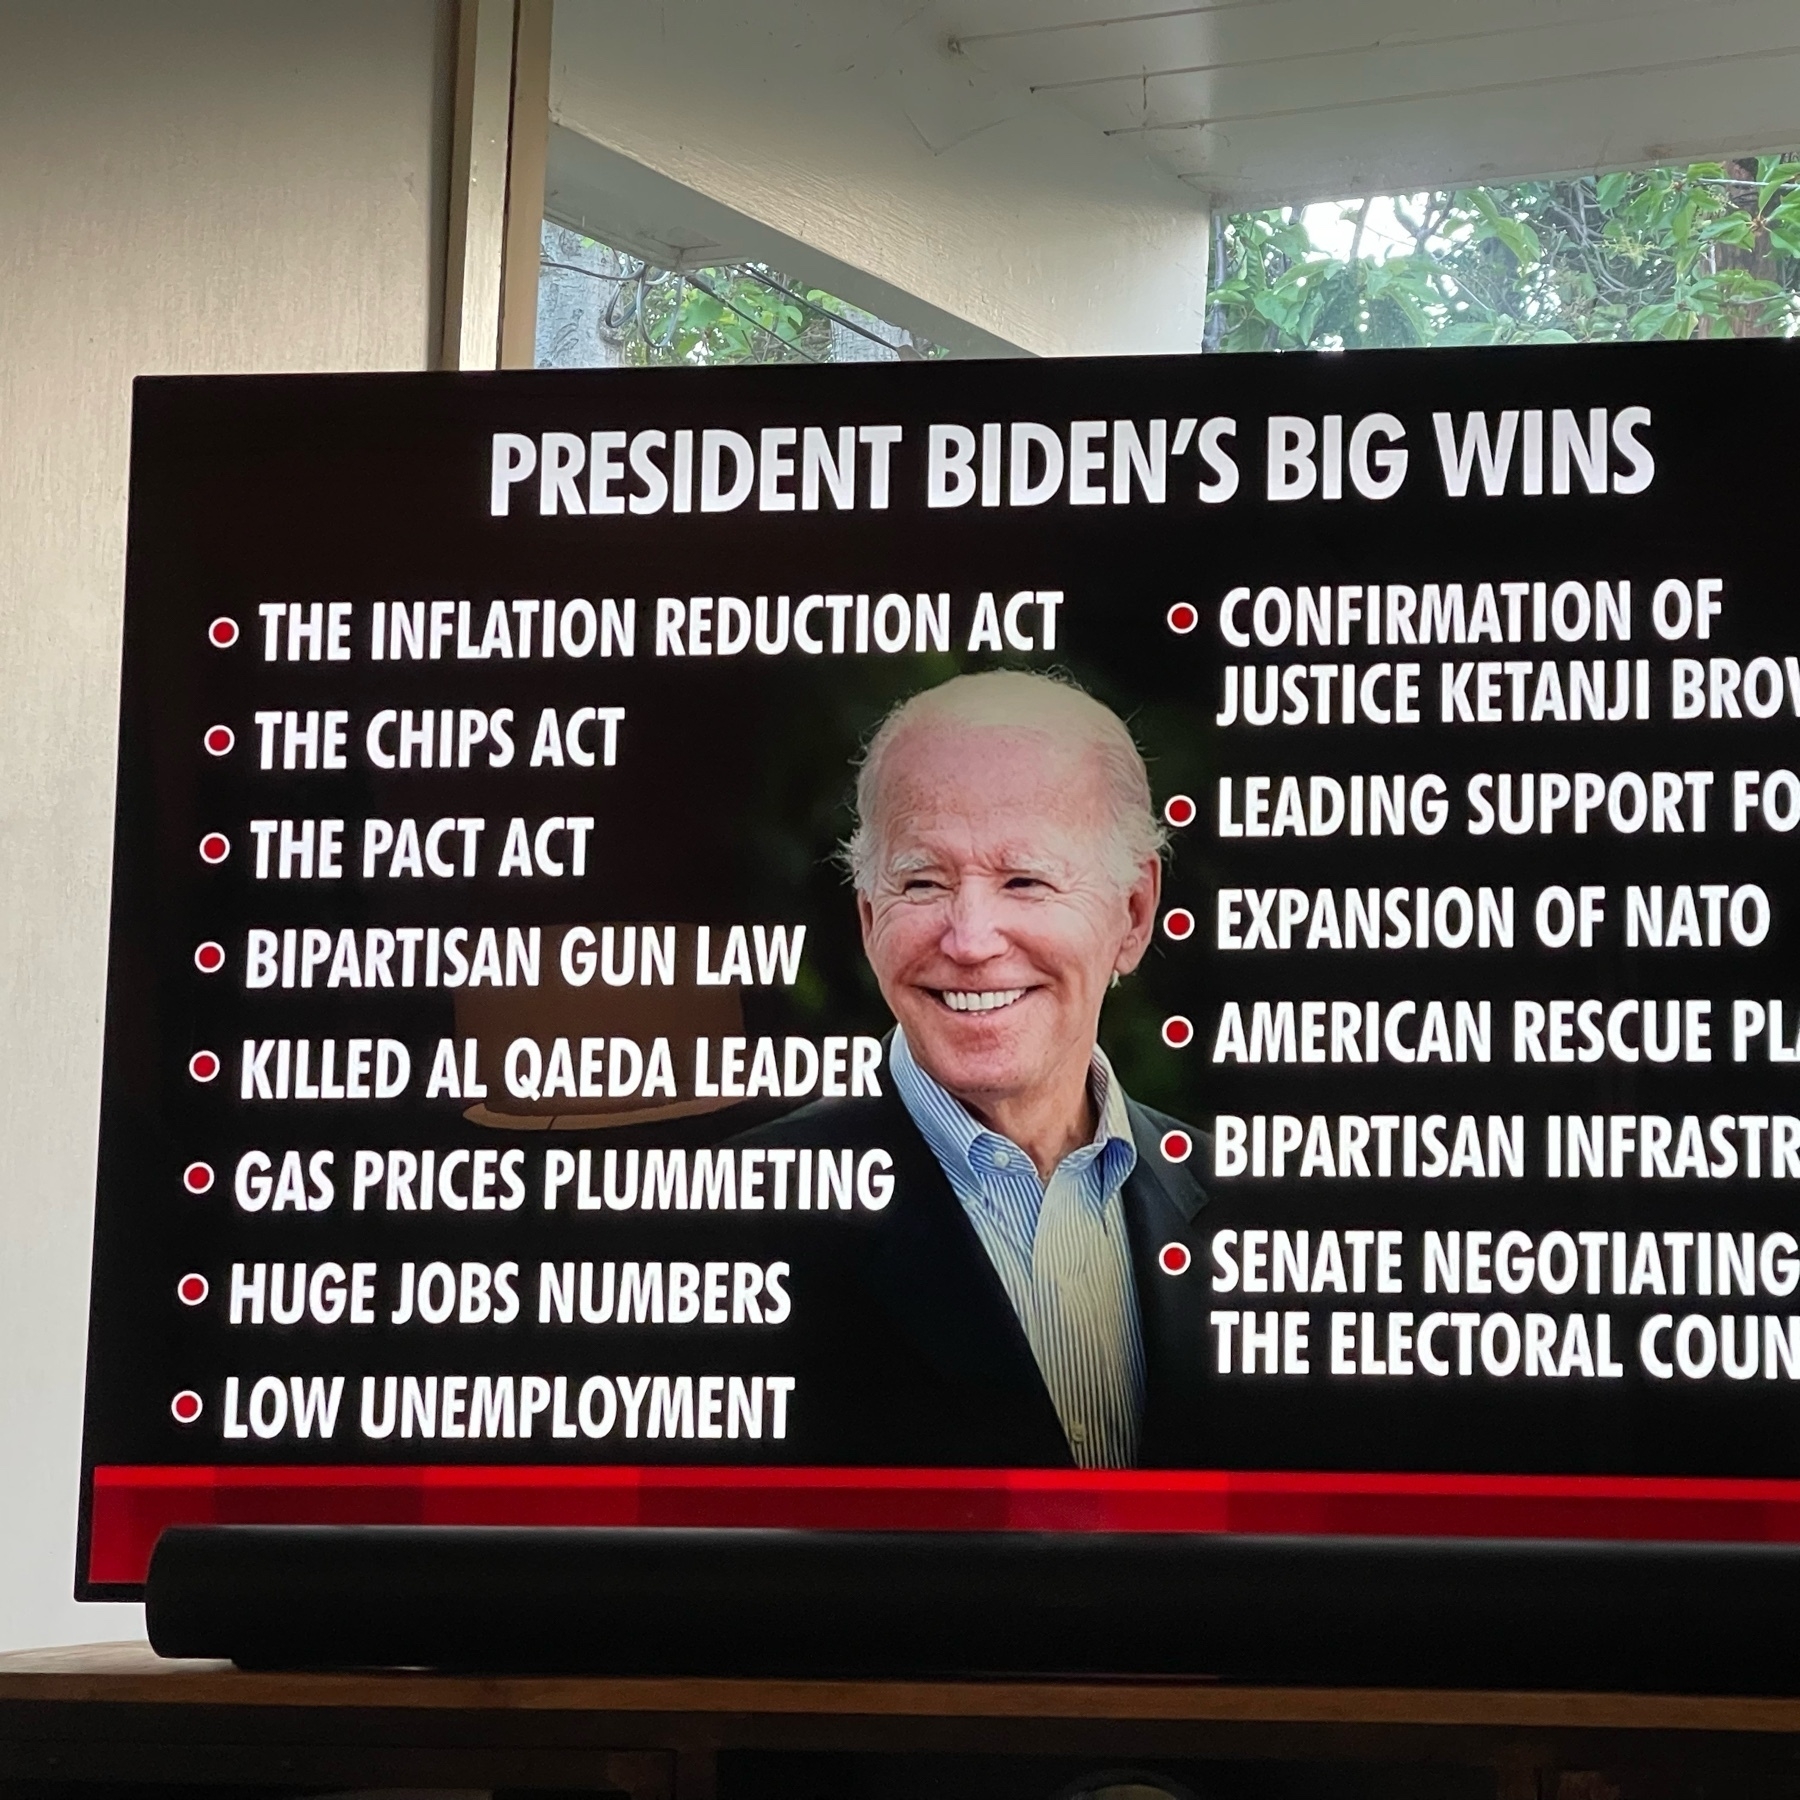 PRESIDENT BIDEN'S BIG WINS
THE INFLATION REDUCTION ACT
THE CHIPS ACT
THE PACT ACT
BIPARTISAN GUN LAW
KILLED AL QAEDA LEADER
GAS PRICES PLUMMETING
HUGE JOBS NUMBERS
LOW UNEMPLOYMENT
CONFIRMATION OF
JUSTICE KETANJI
LEADING SUPPORT
EXPANSION OF NATO
AMERICAN RESCUE
BIPARTISAN
SENATE NEGOTIATING
THE ELECTORAL